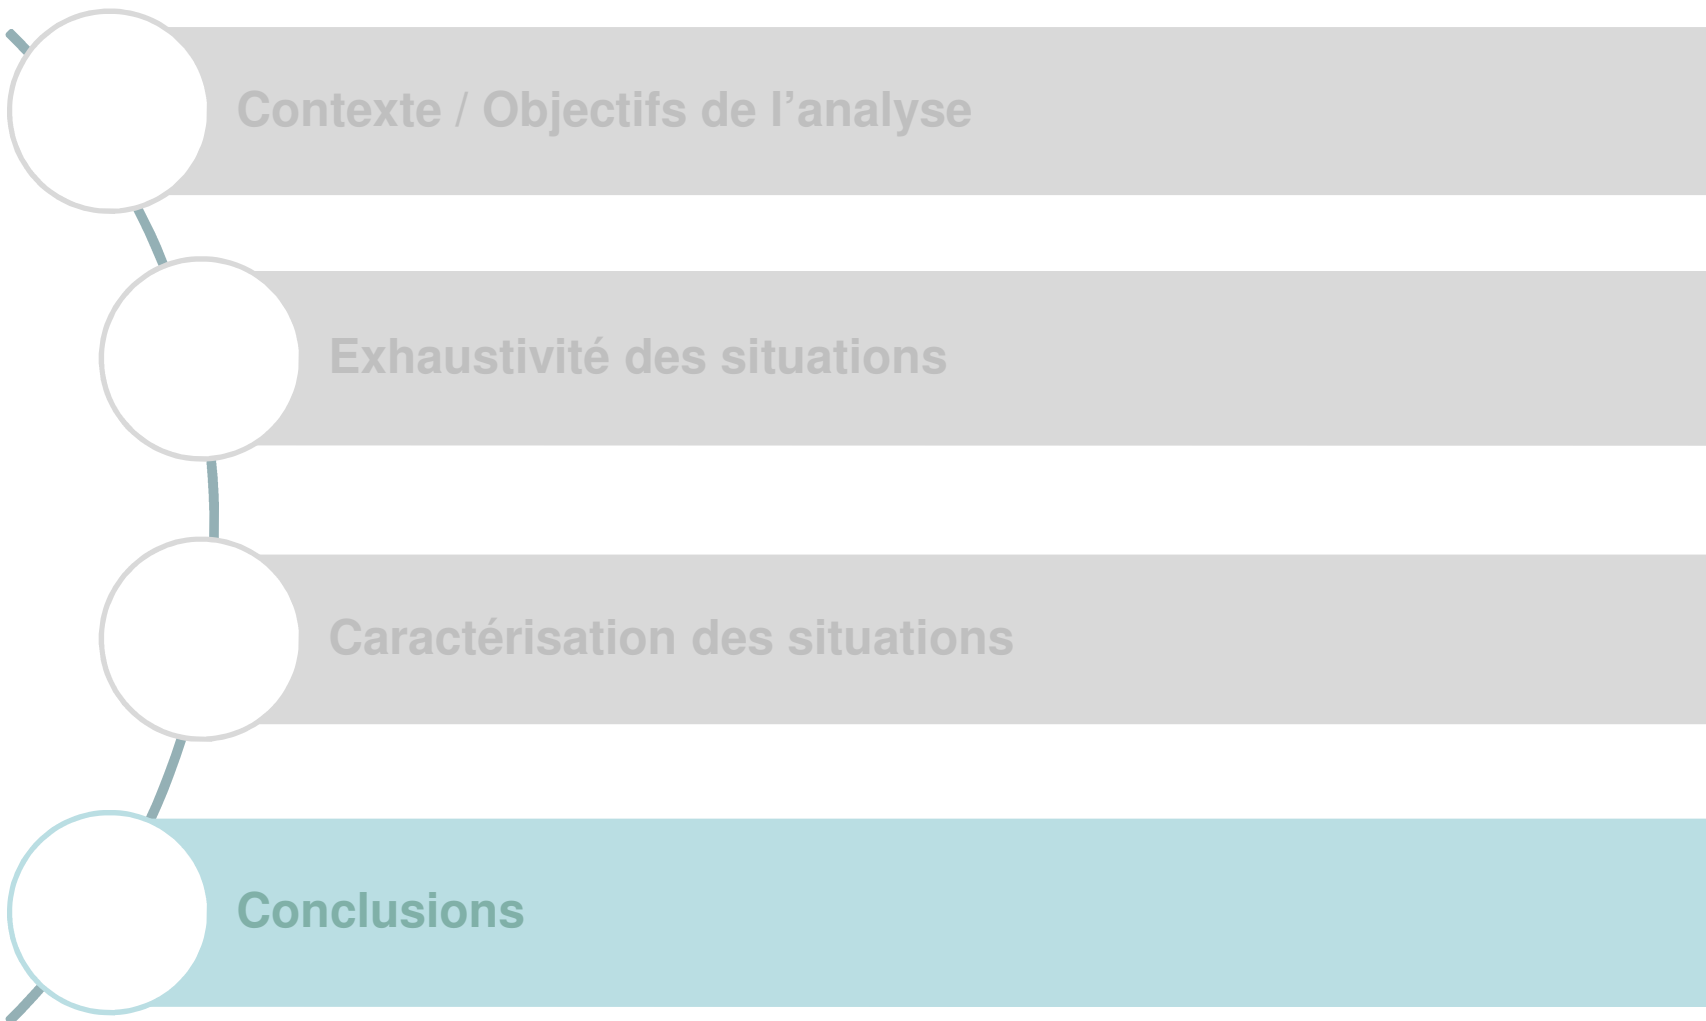 Contexte / Objectifs de l’analyse
Exhaustivité des situations
Caractérisation des situations
Conclusions